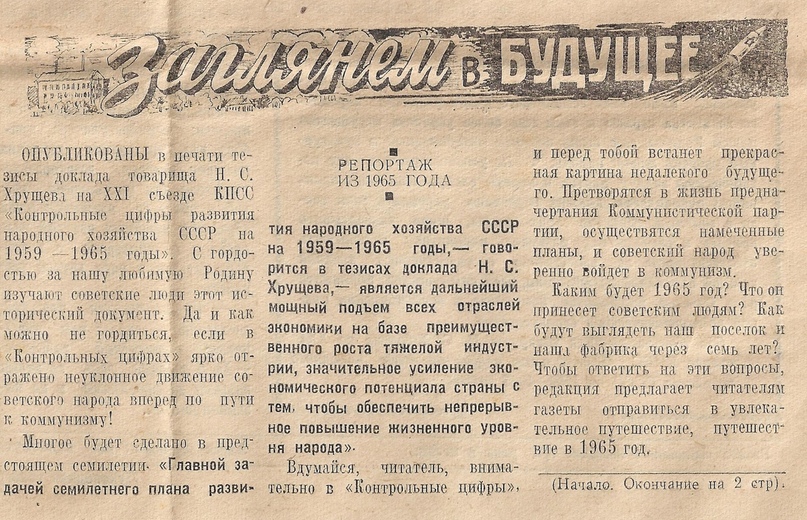 Заглянем в БУДУЩЕЕ
ОПУБЛИКОВАНЫ в печати те-
зисы доклада товарища Н. С.
Хрущева на XXI съезде КПСС
«Контрольные цифры развития
народного хозяйства СССР на
1959 —1965 годы». С гордо-
стью за нашу любимую Родину
изучают советские люди этот ис-
торический документ. Да и как
можно не гордиться, если в
«Контрольных цифрах» ярко от-
ражено неуклонное движение со-
ветского народа вперед по пути
к коммунизму!
Многое будет сделано в пред-
стоящем семилетии. «Главной за-
дачей семилетнего плана разви-
РЕПОРТАЖ
ИЗ 1965 ГОДА
тия народного хозяйства СССР
на 1959—1965 годы,— гово-
рится в тезисах доклада Н. С.
Хрущева,— является дальнейший
мощный подъем всех отраслей
экономики на базе преимущест-
венного роста тяжелой индуст-
рии, значительное усиление эко-
номического потенциала страны с
тем, чтобы обеспечить непрерыв-
ное повышение жизненного уров-
ня народа».
Вдумайся, читатель, внима-
тельно в «Контрольные цифры»,
и перед тобой встанет прекрас-
ная картина недалекого будуще-
го. Претворятся в жизнь предна-
чертания Коммунистической пар-
тии, осуществятся намеченные
планы, и советский народ уве-
ренно войдет в коммунизм.
Каким будет 1965 год? Что он
принесет советским людям? Как
будут выглядеть наш поселок и
наша фабрика через семь лет?
Чтобы ответить на эти вопросы,
редакция предлагает читателям
газеты отправиться в увлека-
тельное путешествие, путешест-
вие в 1965 год.
(Начало. Окончание на 2 стр).